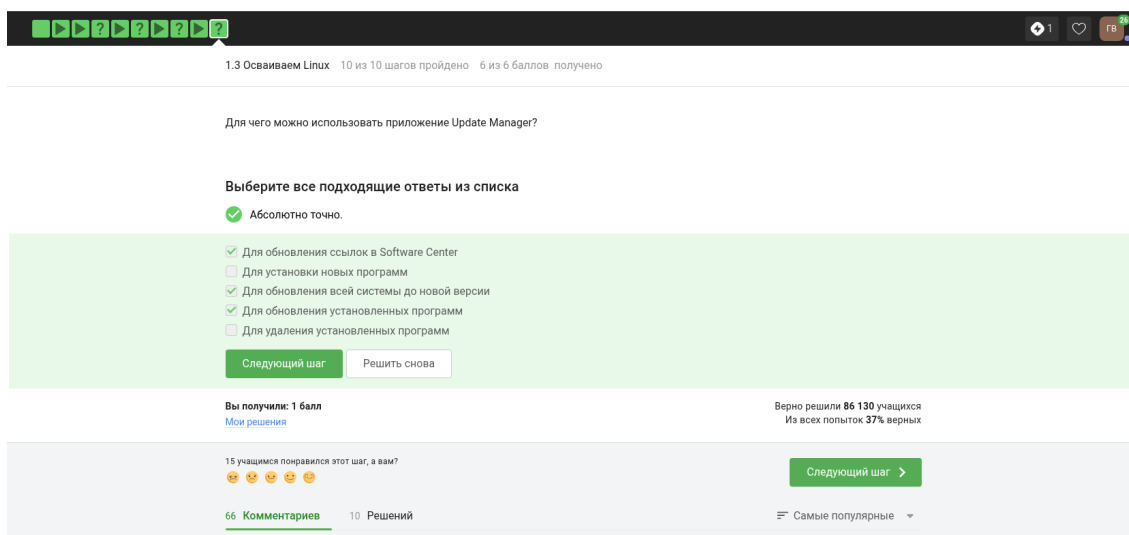 ? ? ? ?
1
ГВ
26
1.3 Осваиваем Linux 10 из 10 шагов пройдено 6 из 6 баллов получено
Для чего можно использовать приложение Update Manager?
Выберите все подходящие ответы из списка
Абсолютно точно.
Для обновления ссылок в Software Center
Для установки новых программ
Для обновления всей системы до новой версии
Для обновления установленных программ
Для удаления установленных программ
Следующий шаг Решить снова
Вы получили: 1 балл Верно решили 86 130 учащихся
Мои решения Из всех попыток 37% верных
15 учащимся понравился этот шаг, а вам?
Следующий шаг
66 Комментариев 10 Решений Самые популярные